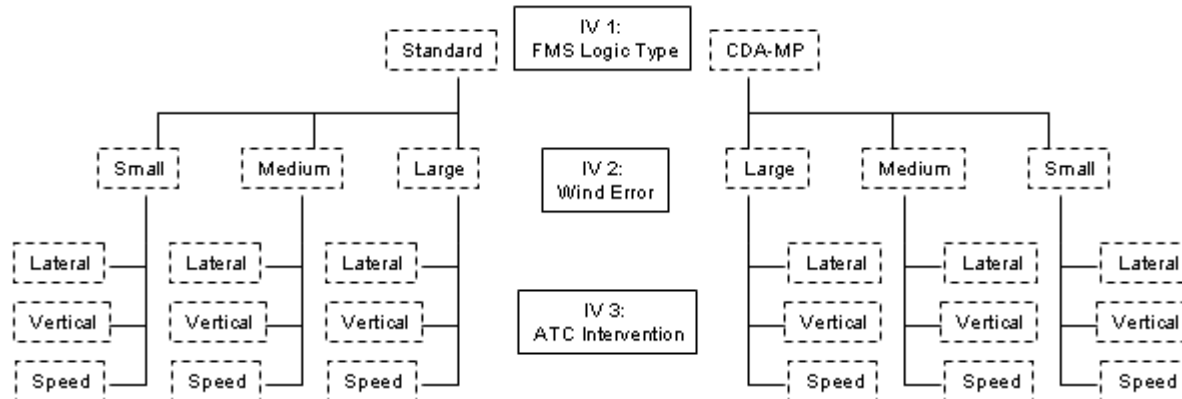 IV 1:
FMS Logic Type
Standard
CDA-MP
Small
Medium
Large
IV 2:
Wind Error
Large
Medium
Small
Lateral
Lateral
Lateral
Lateral
Lateral
Lateral
IV 3:
ATC Intervention
Vertical
Vertical
Vertical
Vertical
Vertical
Vertical
Speed
Speed
Speed
Speed
Speed
Speed